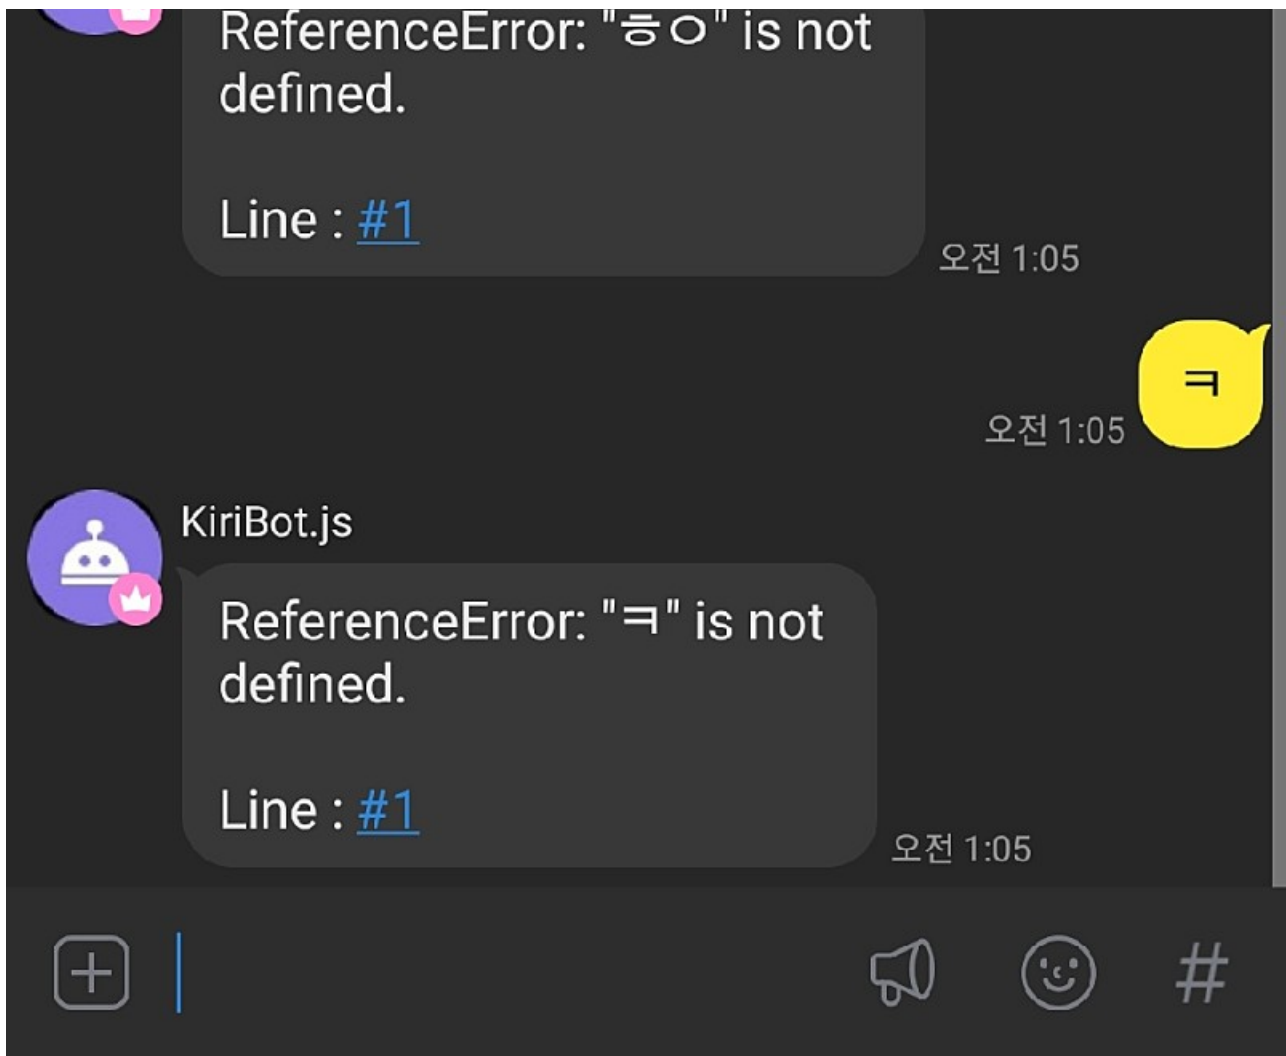 ReferenceError: "ㅎㅇ" is not
defined.
Line : #1
오전 1:05
ㅋ
오전 1:05
KiriBot.js
ReferenceError: "ㅋ" is not
defined.
Line : #1
오전 1:05
#